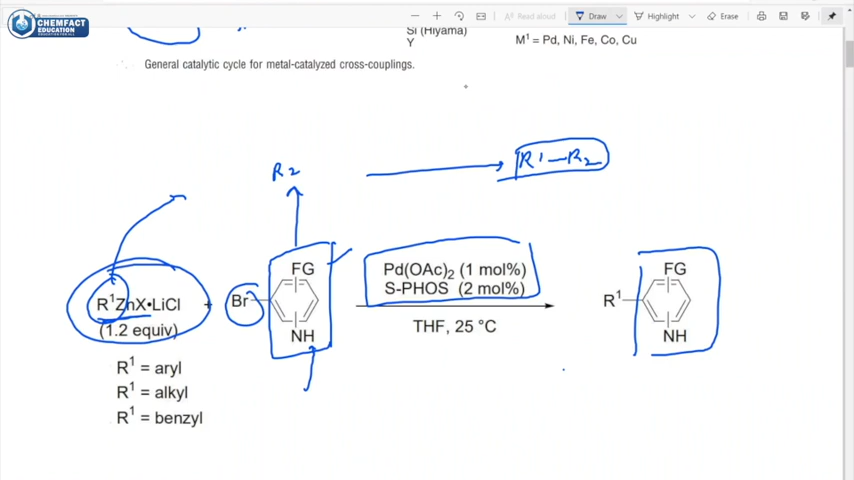 CHEMFACT
EDUCATION
Read aloud
Draw
Highlight
Erase
Si (Hiyama)
Y
M¹ = Pd, Ni, Fe, Co, Cu
General catalytic cycle for metal-catalyzed cross-couplings.
R2
R1-R2
R¹ZnX•LiCl
(1.2 equiv)
+
Br
FG
NH
Pd(OAc)₂ (1 mol%)
S-PHOS (2 mol%)
THF, 25 °C
R¹
FG
NH
R¹ = aryl
R¹ = alkyl
R¹ = benzyl